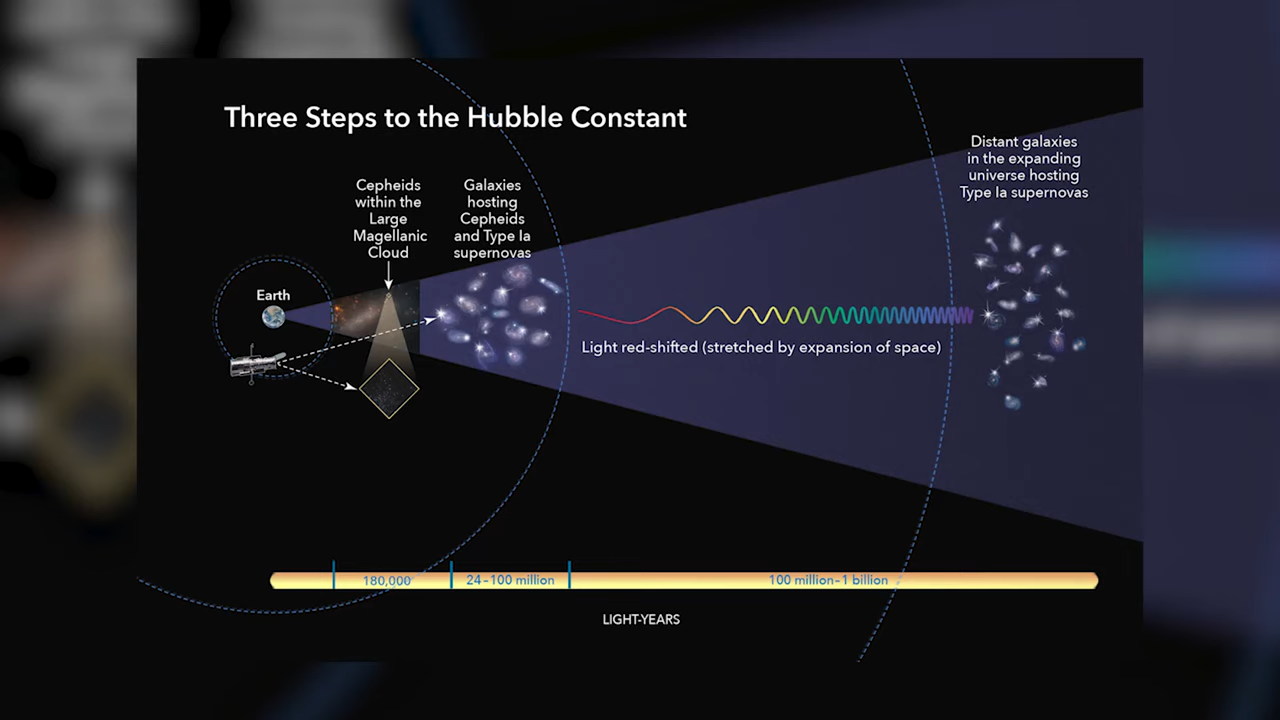 Three Steps to the Hubble Constant
Cepheids
within the
Large
Magellanic
Cloud
Galaxies
hosting
Cepheids
and Type Ia
supernovas
Distant galaxies
in the expanding
universe hosting
Type Ia supernovas
Earth
Light red-shifted (stretched by expansion of space)
180,000
24–100 million
100 million–1 billion
LIGHT-YEARS